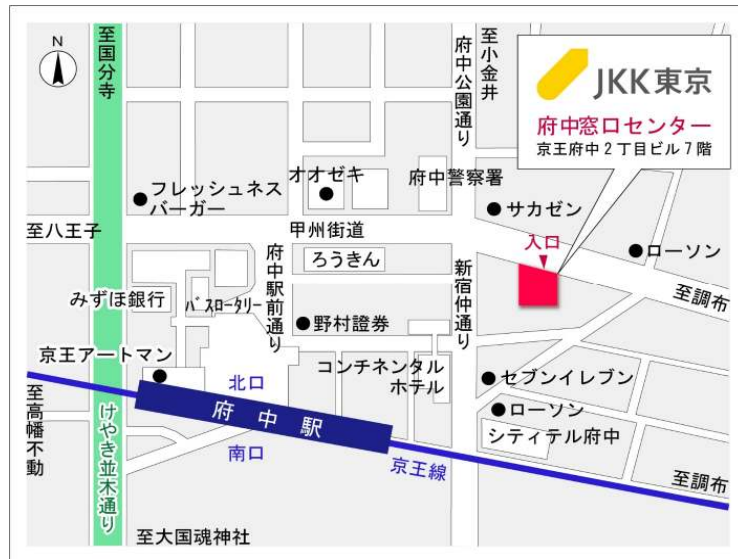 N
至国分寺
府中公園通り
至小金井
JKK東京
府中窓口センター
京王府中2丁目ビル7階
フレッシュネス
バーガー
オオゼキ
府中警察署
サカゼン
至八王子
甲州街道
入口
ローソン
ろうきん
府中駅前通り
新宿仲通り
至調布
みずほ銀行
バスロータリー
野村證券
京王アートマン
コンチネンタル
ホテル
セブンイレブン
北口
府中駅
ローソン
シティテル府中
至高幡不動
けやき並木通り
南口
京王線
至調布
至大国魂神社